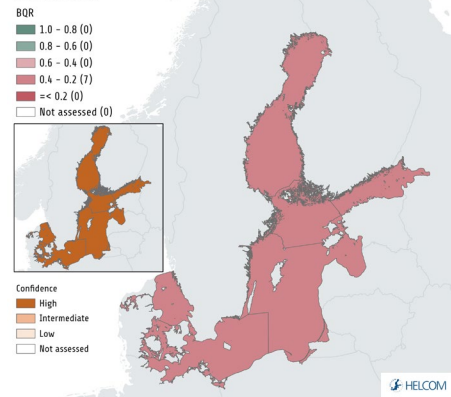 BQR
1.0 - 0.8 (0)
0.8 - 0.6 (0)
0.6 - 0.4 (0)
0.4 - 0.2 (7)
=< 0.2 (0)
Not assessed (0)
Confidence
High
Intermediate
Low
Not assessed
HELCOM